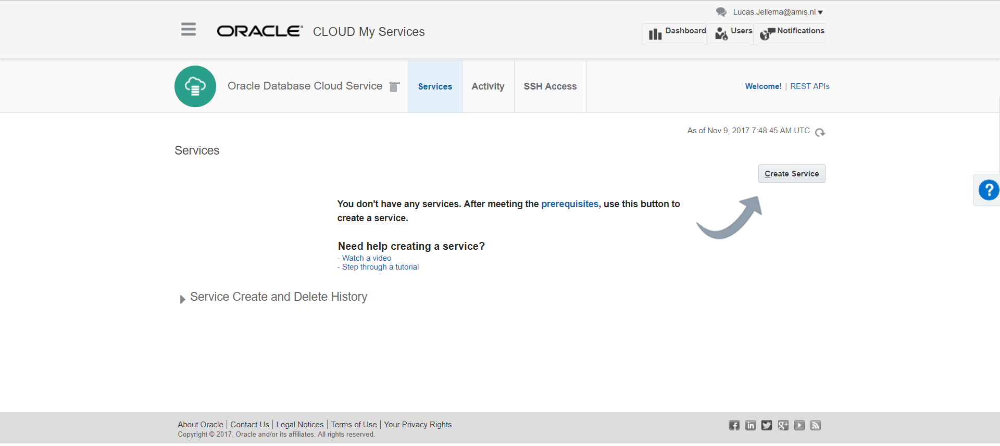 Lucas.Jellema@amis.nl
ORACLE® CLOUD My Services
Dashboard Users Notifications
Oracle Database Cloud Service Services Activity SSH Access Welcome! | REST APIs
As of Nov 9, 2017 7:48:45 AM UTC
Services
Create Service
You don't have any services. After meeting the prerequisites, use this button to
create a service.
Need help creating a service?
- Watch a video
- Step through a tutorial
Service Create and Delete History
?
About Oracle | Contact Us | Legal Notices | Terms of Use | Your Privacy Rights
Copyright © 2017, Oracle and/or its affiliates. All rights reserved.